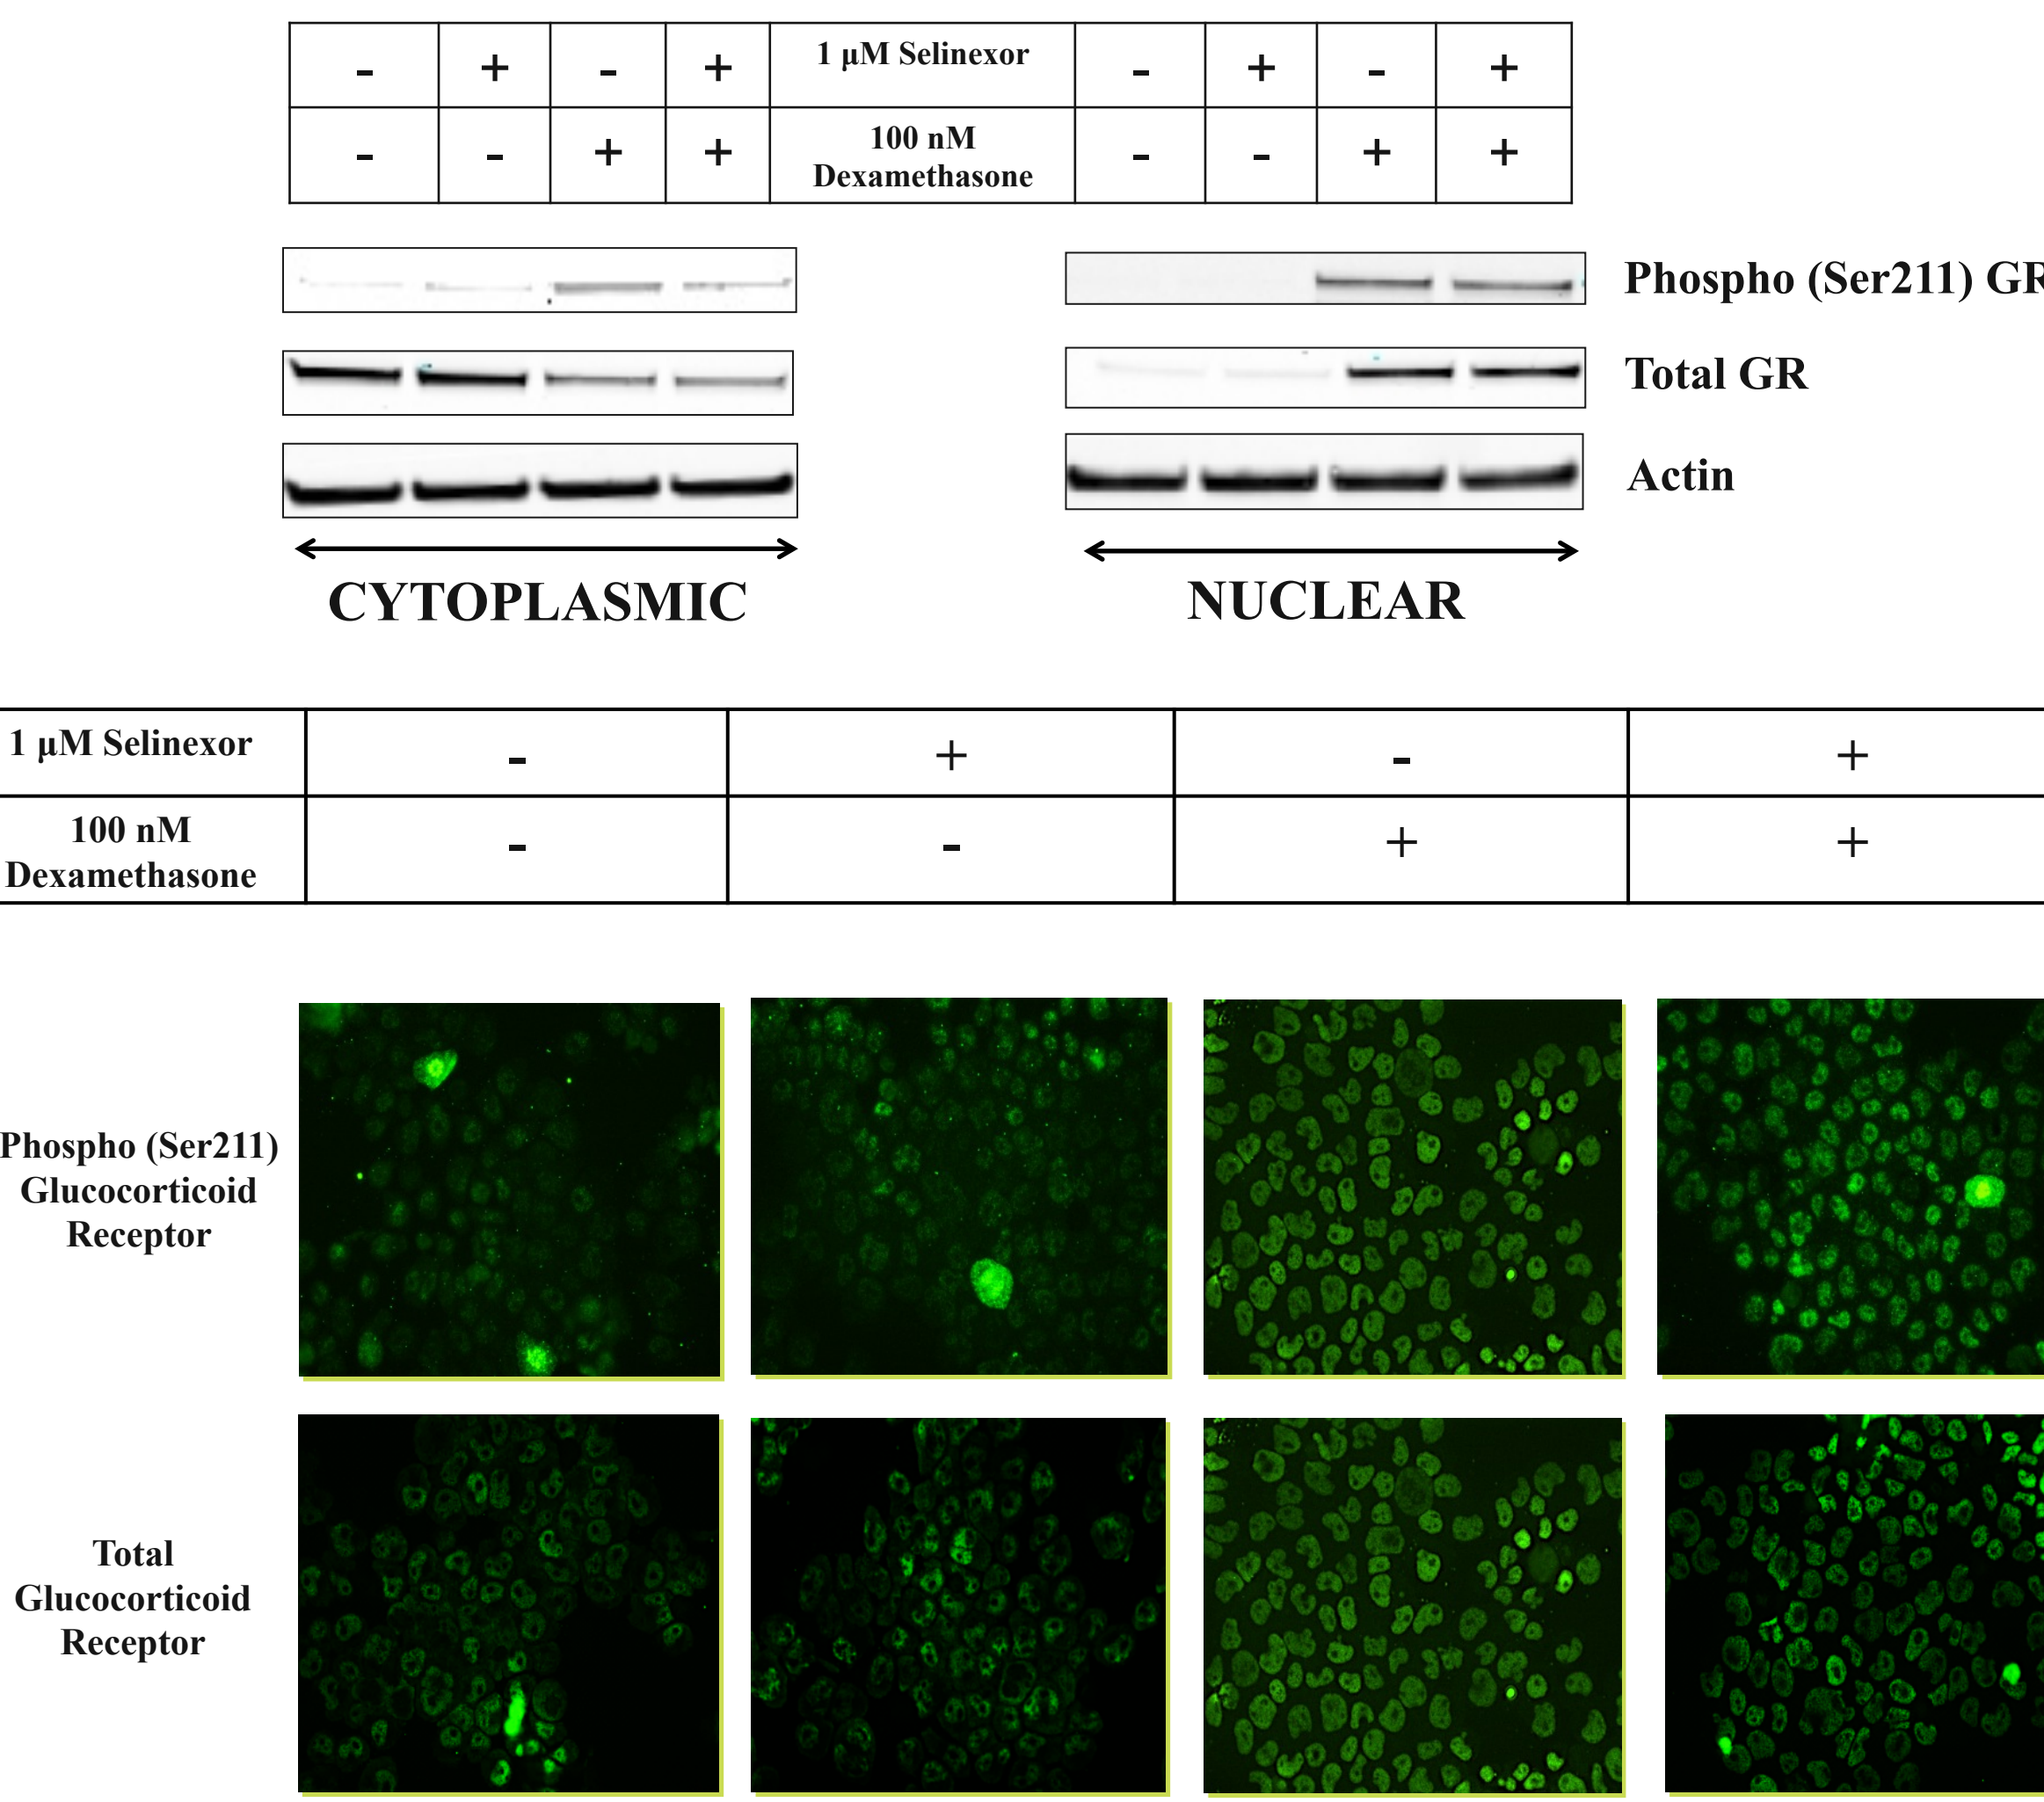 - + - + 1 µM Selinexor - + - +
- - + + 100 nM - - + +
Dexamethasone
Phospho (Ser211) GR
Total GR
Actin
CYTOPLASMIC NUCLEAR
1 µM Selinexor - + - +
100 nM - - + +
Dexamethasone
Phospho (Ser211)
Glucocorticoid
Receptor
Total
Glucocorticoid
Receptor